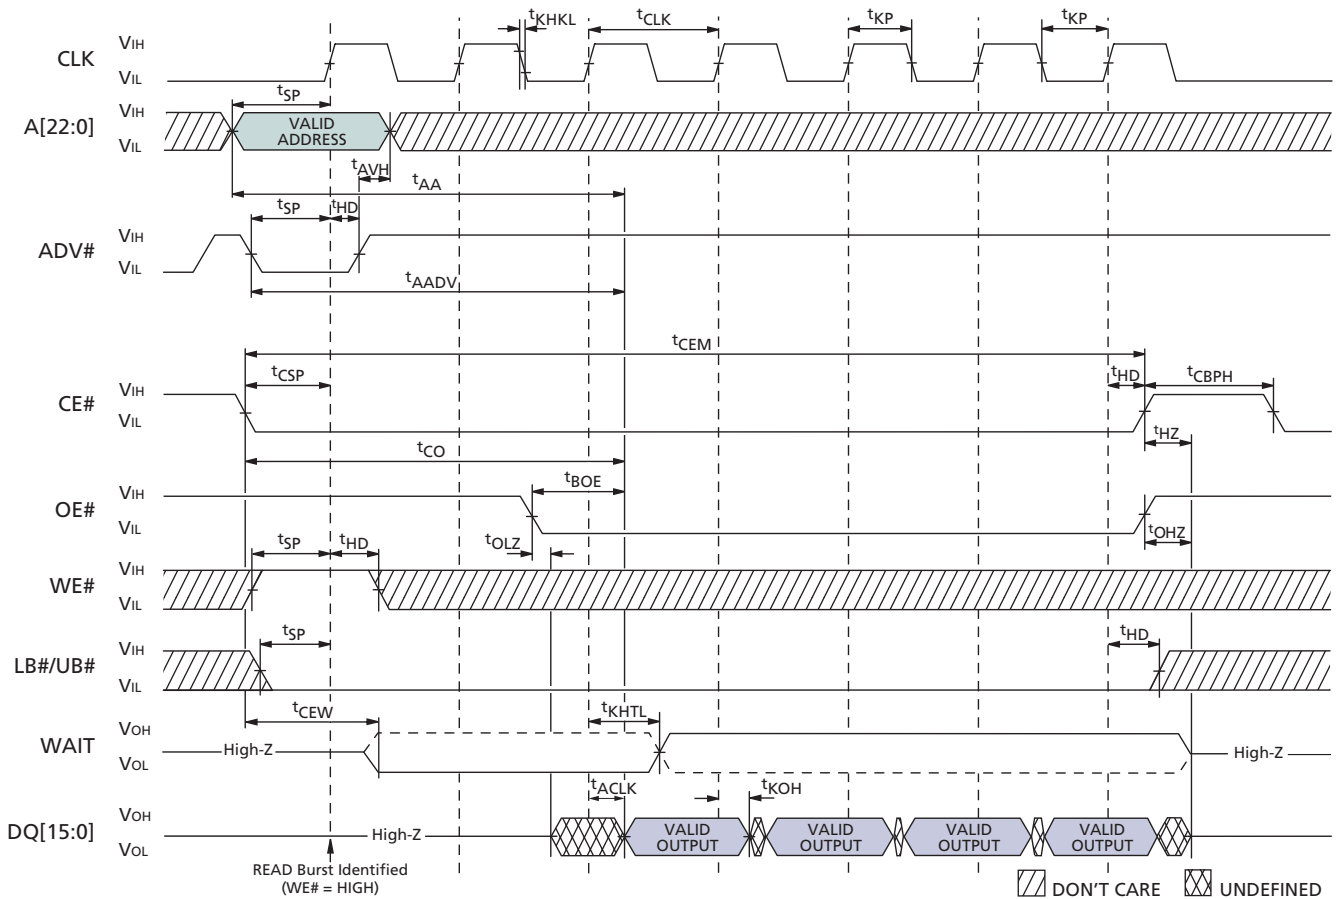 tKHKL
tCLK
tKP
tKP
CLK
VIH
VIL
tSP
A[22:0]
VIH
VIL
VALID
ADDRESS
tAVH
tAA
tSP
tHD
ADV#
VIH
VIL
tAADV
tCEM
tCSP
tHD
tCBPH
CE#
VIH
VIL
tHZ
tCO
tBOE
OE#
VIH
VIL
tOLZ
tOHZ
tSP
tHD
WE#
VIH
VIL
tSP
tHD
LB#/UB#
VIH
VIL
tCEW
tKHTL
WAIT
VOH
VOL
High-Z
High-Z
tACLK
tKOH
DQ[15:0]
VOH
VOL
High-Z
VALID
OUTPUT
VALID
OUTPUT
VALID
OUTPUT
VALID
OUTPUT
READ Burst Identified
(WE# = HIGH)
DON'T CARE
UNDEFINED